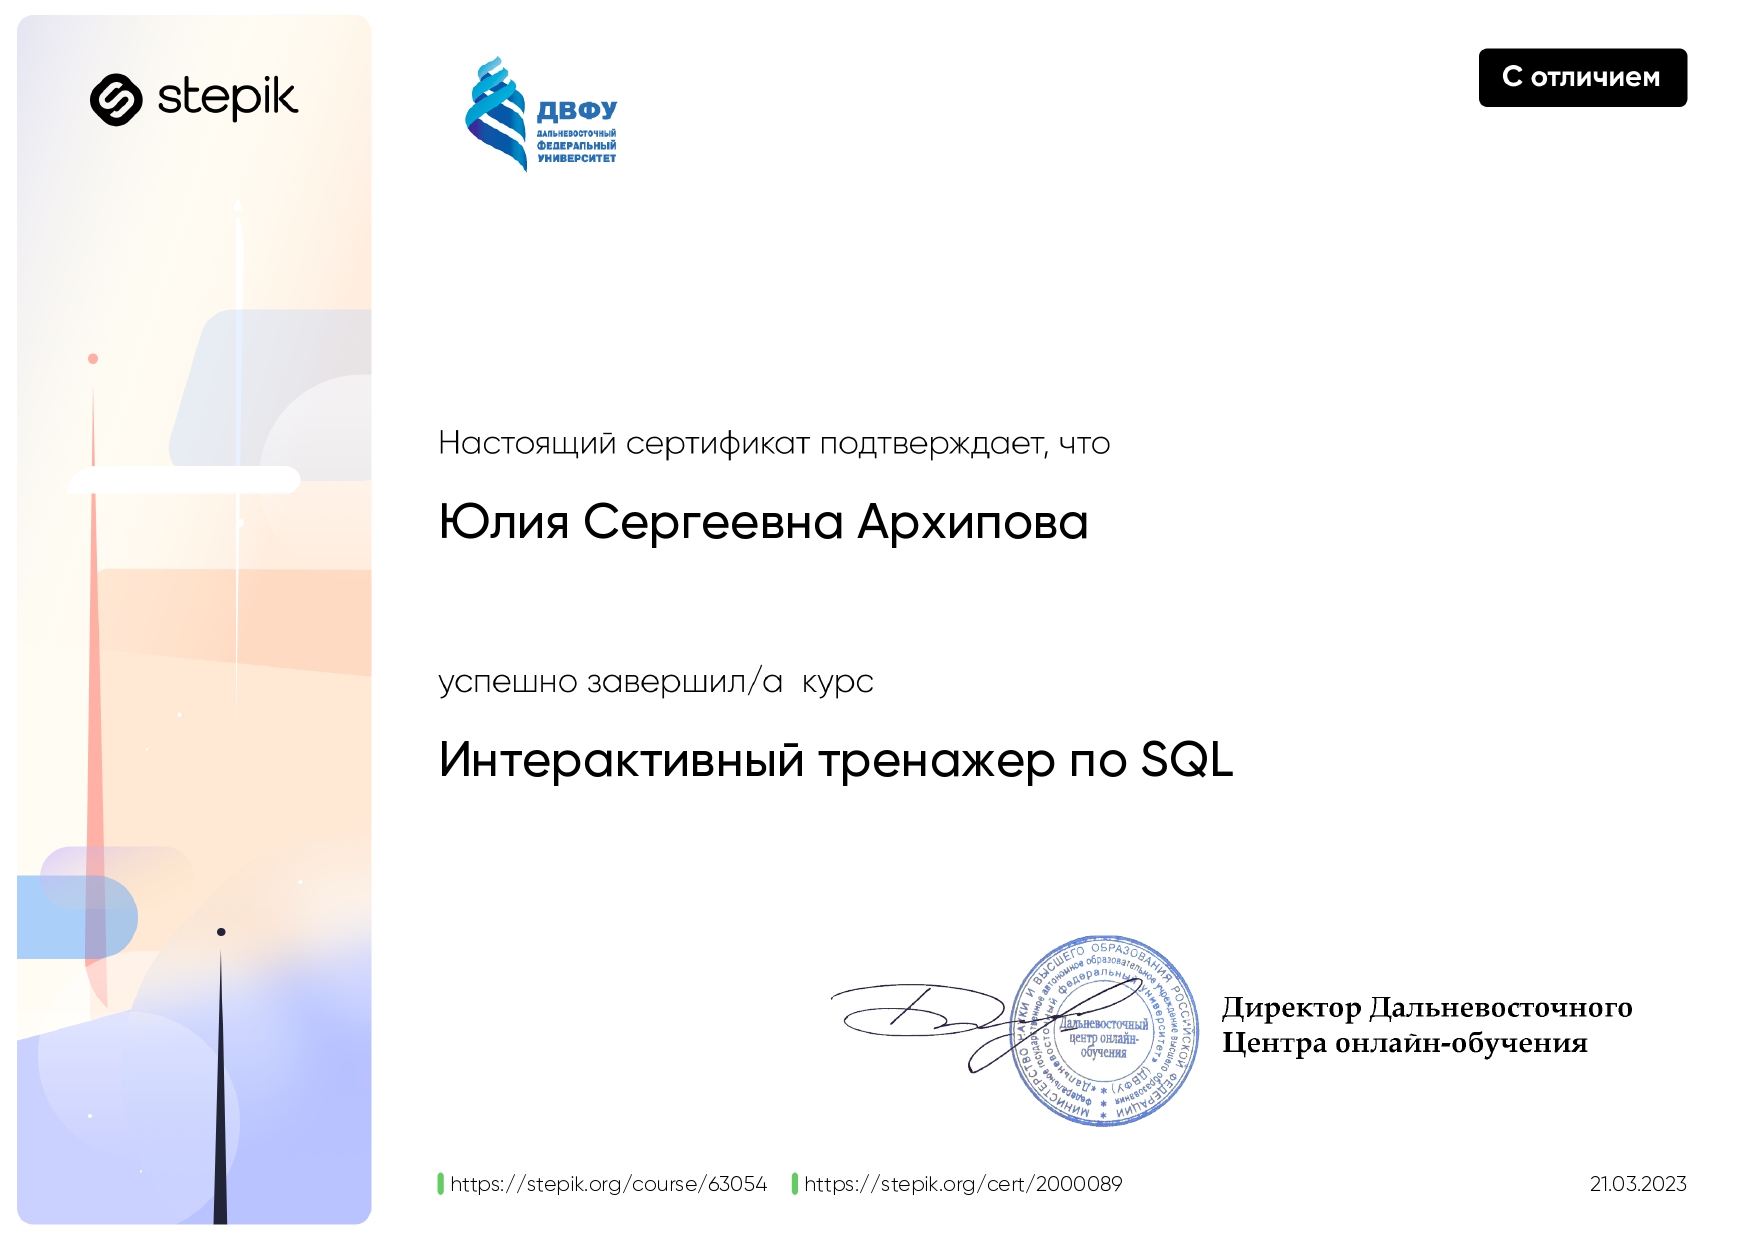 stepik
ДВФУ
ДАЛЬНЕВОСТОЧНЫЙ
ФЕДЕРАЛЬНЫЙ
УНИВЕРСИТЕТ
С отличием
Настоящий сертификат подтверждает, что
Юлия Сергеевна Архипова
успешно завершил/а курс
Интерактивный тренажер по SQL
МИНИСТЕРСТВО НАУКИ И ВЫСШЕГО ОБРАЗОВАНИЯ РОССИЙСКОЙ ФЕДЕРАЦИИ
Федеральное государственное автономное образовательное учреждение высшего образования
«Дальневосточный федеральный университет» (ДВФУ)
Дальневосточный
центр онлайн-
обучения
Директор Дальневосточного
Центра онлайн-обучения
https://stepik.org/course/63054
https://stepik.org/cert/2000089
21.03.2023